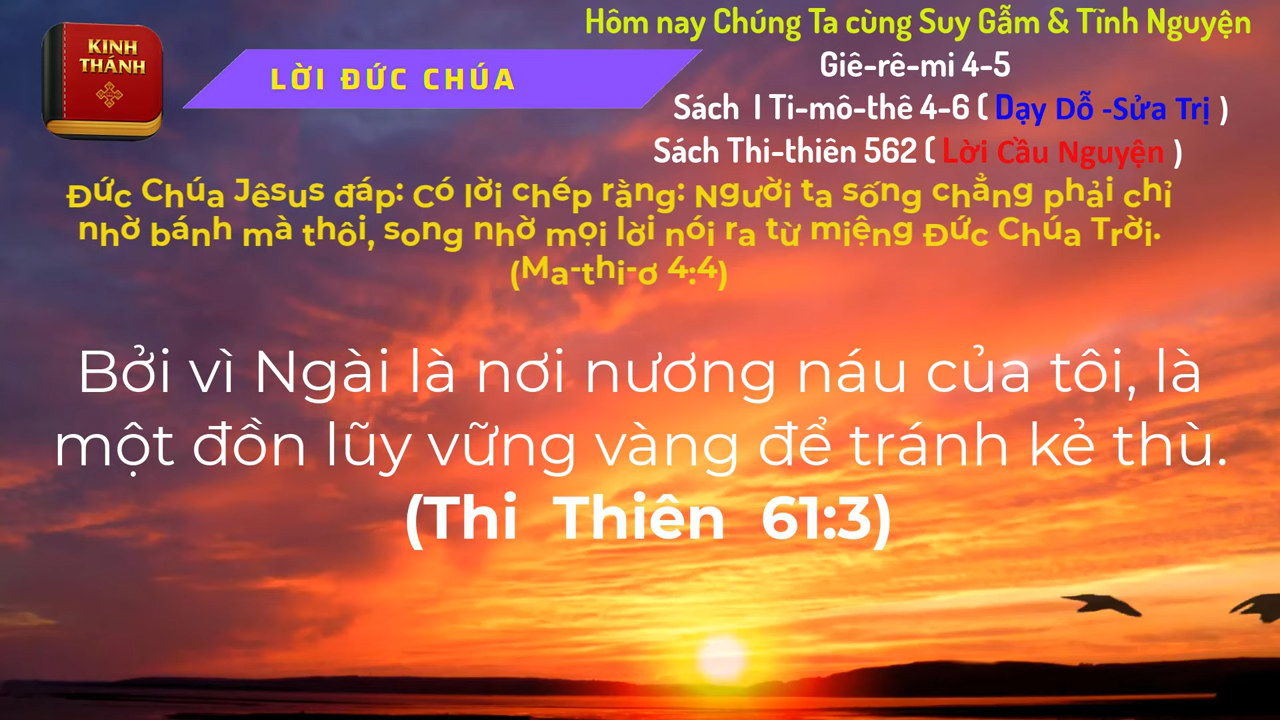 KINH
THÁNH
LỜI ĐỨC CHÚA
Hôm nay Chúng Ta cùng Suy Gẫm & Tĩnh Nguyện
Giê-rê-mi 4-5
Sách I Ti-mô-thê 4-6 ( Dạy Dỗ -Sửa Trị )
Sách Thi-thiên 562 ( Lời Cầu Nguyện )
Đức Chúa Jêsus đáp: Có lời chép rằng: Người ta sống chẳng phải chỉ
nhờ bánh mà thôi, song nhờ mọi lời nói ra từ miệng Đức Chúa Trời.
(Ma-thi-ơ 4:4)
Bởi vì Ngài là nơi nương náu của tôi, là
một đồn lũy vững vàng để tránh kẻ thù.
(Thi Thiên 61:3)